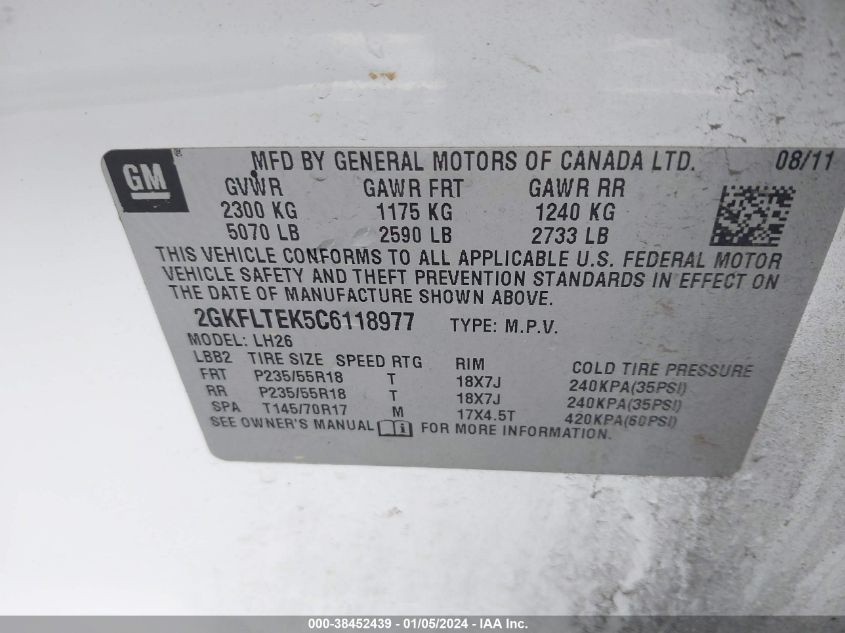 GM ® MFD BY GENERAL MOTORS OF CANADA LTD. 08/11
GVWR GAWR FRT GAWR RR
2300 KG 1175 KG 1240 KG
5070 LB 2590 LB 2733 LB
THIS VEHICLE CONFORMS TO ALL APPLICABLE U.S. FEDERAL MOTOR
VEHICLE SAFETY AND THEFT PREVENTION STANDARDS IN EFFECT ON
THE DATE OF MANUFACTURE SHOWN ABOVE.
2GKFLTEK5C6118977 TYPE: M.P.V.
MODEL: LH26
LBB2 TIRE SIZE SPEED RTG RIM COLD TIRE PRESSURE
FRT P235/55R18 T 18X7J 240KPA(35PSI)
RR P235/55R18 T 18X7J 240KPA(35PSI)
SPA T145/70R17 M 17X4.5T 420KPA(60PSI)
SEE OWNER'S MANUAL i FOR MORE INFORMATION.
000-38452439 - 01/05/2024 - IAA Inc.